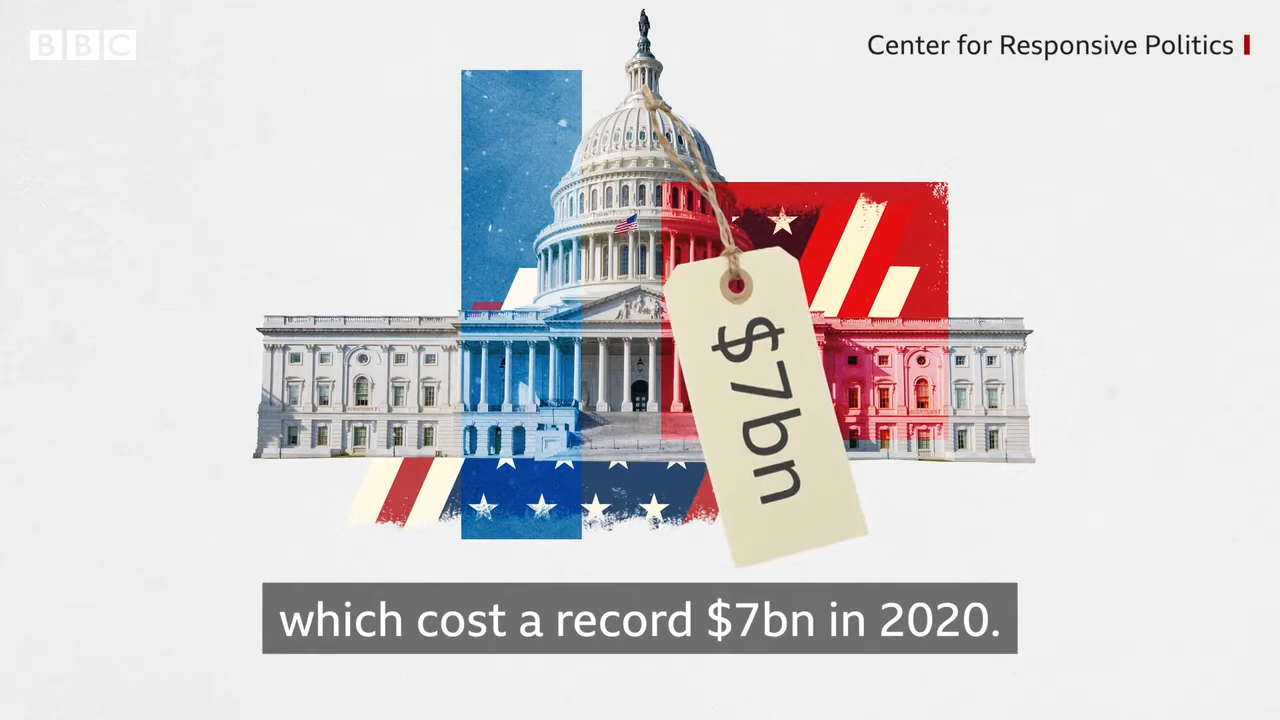 BBC
Center for Responsive Politics
$7bn
which cost a record $7bn in 2020.